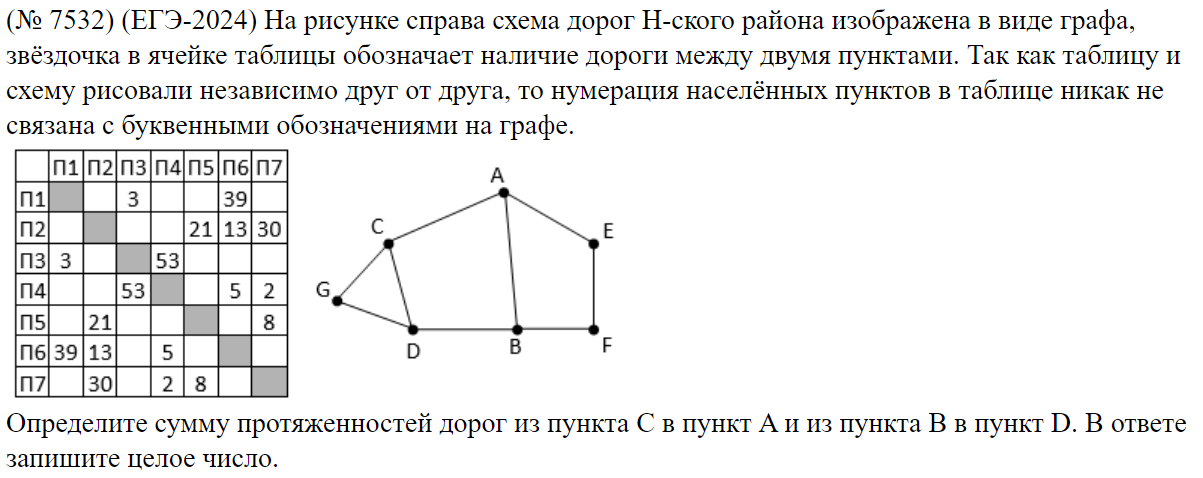 (№ 7532) (ЕГЭ-2024) На рисунке справа схема дорог Н-ского района изображена в виде графа,
звёздочка в ячейке таблицы обозначает наличие дороги между двумя пунктами. Так как таблицу и
схему рисовали независимо друг от друга, то нумерация населённых пунктов в таблице никак не
связана с буквенными обозначениями на графе.
П1 П2 П3 П4 П5 П6 П7
П1 3 39
П2 21 13 30
П3 3 53
П4 53 5 2
П5 21 8
П6 39 13 5
П7 30 2 8
A
C
E
G
D
B
F
Определите сумму протяженностей дорог из пункта C в пункт A и из пункта B в пункт D. В ответе
запишите целое число.